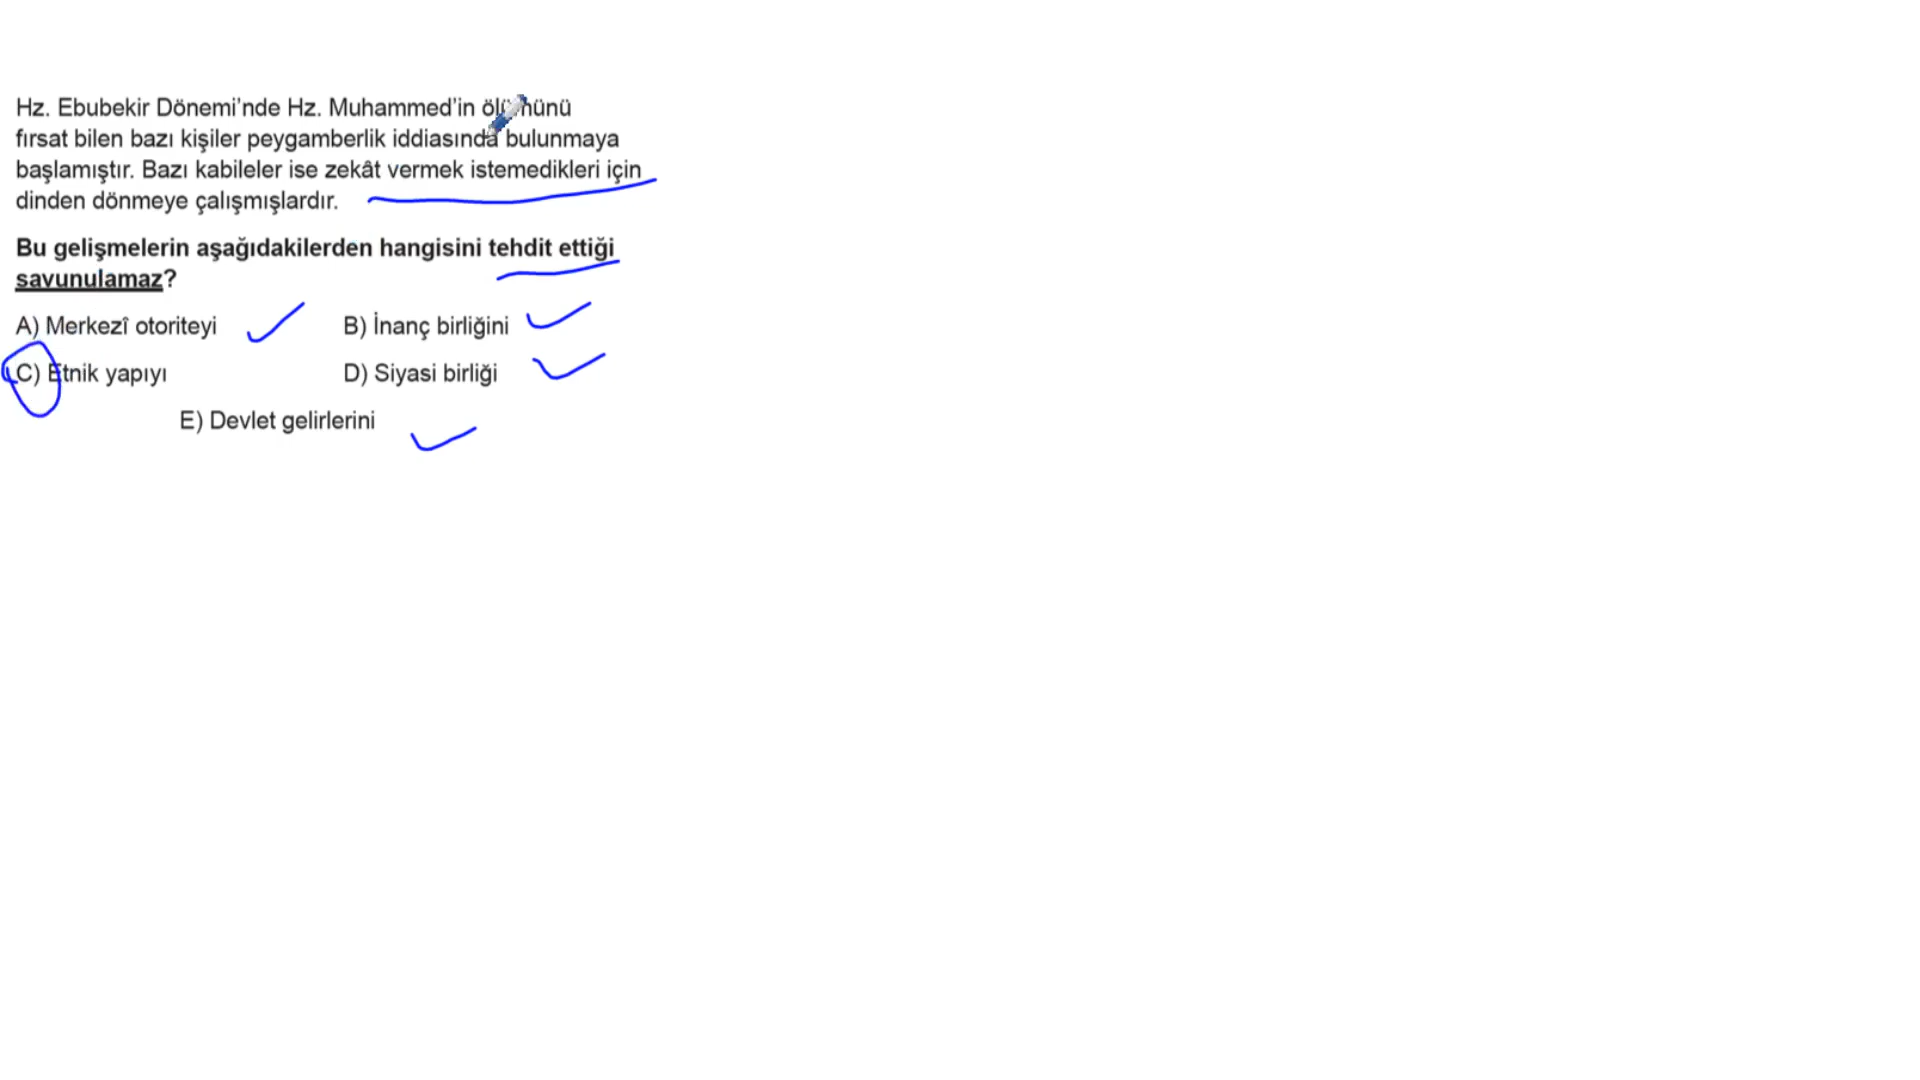 Hz. Ebubekir Dönemi’nde Hz. Muhammed’in ölümünü
fırsat bilen bazı kişiler peygamberlik iddiasında bulunmaya
başlamıştır. Bazı kabileler ise zekât vermek istemedikleri için
dinden dönmeye çalışmışlardır.
Bu gelişmelerin aşağıdakilerden hangisini tehdit ettiği
savunulamaz?
A) Merkezî otoriteyi B) İnanç birliğini
C) Etnik yapıyı D) Siyasi birliği
E) Devlet gelirlerini